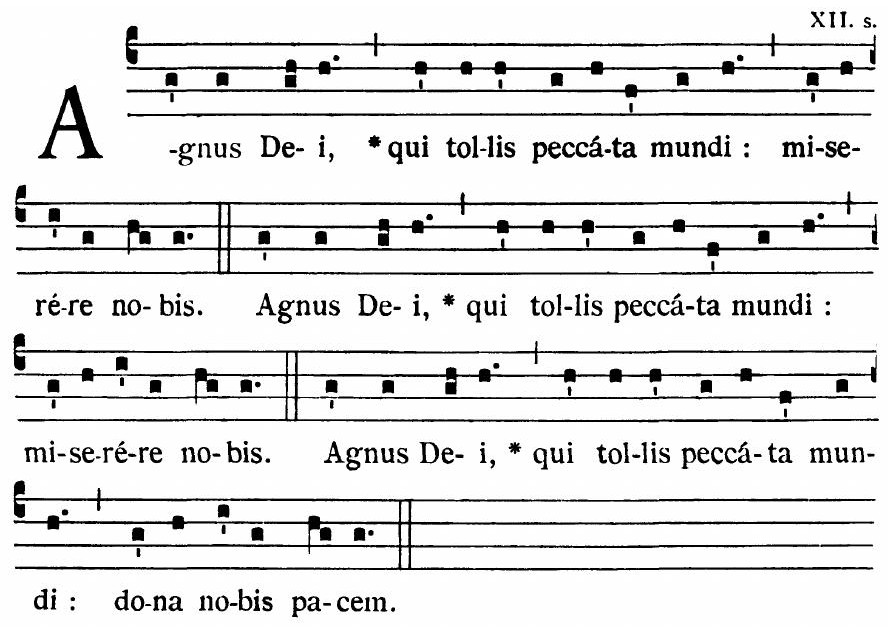 XII. s.
A-gnus De- i, * qui tol-lis peccá-ta mundi : mi-se-
ré-re no- bis. Agnus De- i, * qui tol-lis peccá-ta mundi :
mi-se-ré-re no- bis. Agnus De- i, * qui tol-lis peccá- ta mun-
di : do-na no-bis pa- cem.